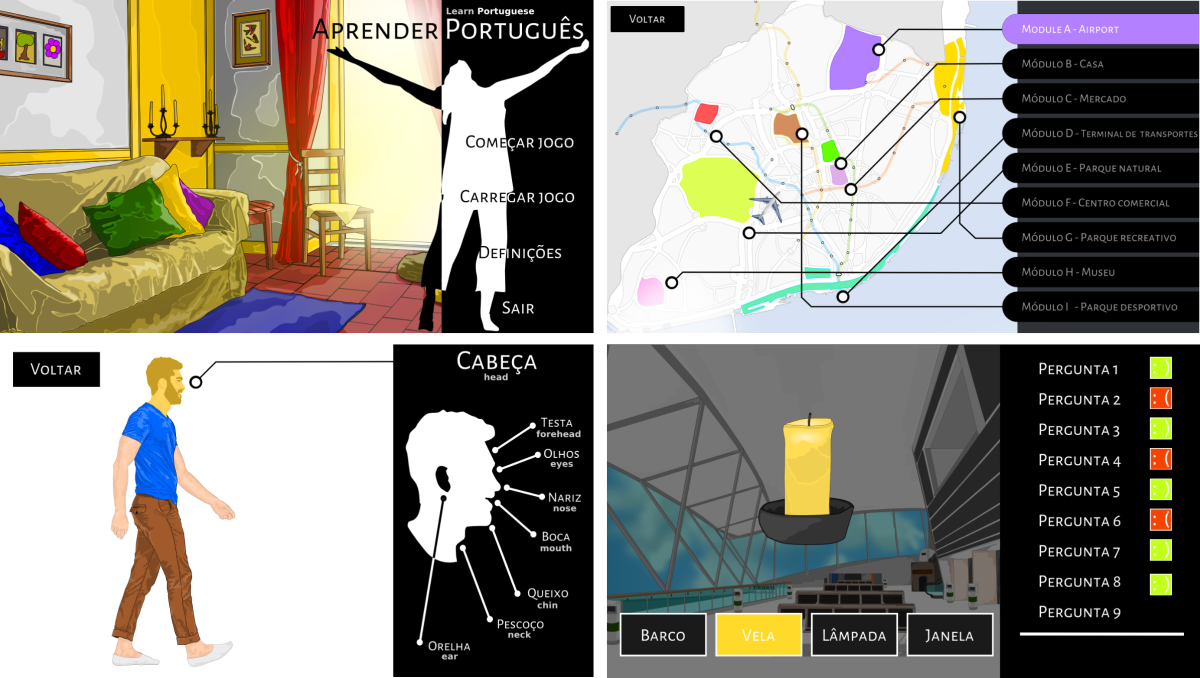 Learn Portuguese
APRENDER PORTUGUÊS
COMEÇAR JOGO
CARREGAR JOGO
DEFINIÇÕES
SAIR
VOLTAR
MODULE A - AIRPORT
MÓDULO B - CASA
MÓDULO C - MERCADO
MÓDULO D - TERMINAL DE TRANSPORTES
MÓDULO E - PARQUE NATURAL
MÓDULO F - CENTRO COMERCIAL
MÓDULO G - PARQUE RECREATIVO
MÓDULO H - MUSEU
MÓDULO I - PARQUE DESPORTIVO
VOLTAR
CABEÇA
head
TESTA
forehead
OLHOS
eyes
NARIZ
nose
BOCA
mouth
QUEIXO
chin
PESCOÇO
neck
ORELHA
ear
PERGUNTA 1 : )
PERGUNTA 2 : (
PERGUNTA 3 : )
PERGUNTA 4 : (
PERGUNTA 5 : )
PERGUNTA 6 : (
PERGUNTA 7 : )
PERGUNTA 8 : )
PERGUNTA 9
BARCO
VELA
LÂMPADA
JANELA